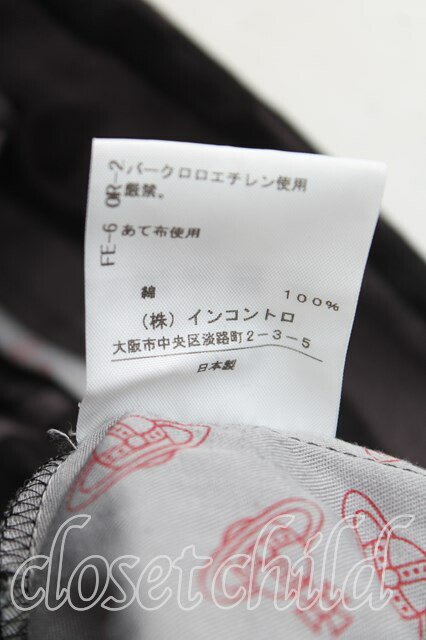 OR-2 パークロロエチレン使用
厳禁。
FE-6 あて布使用
綿 100%
(株) インコントロ
大阪市中央区淡路町2-3-5
日本製
closetchild